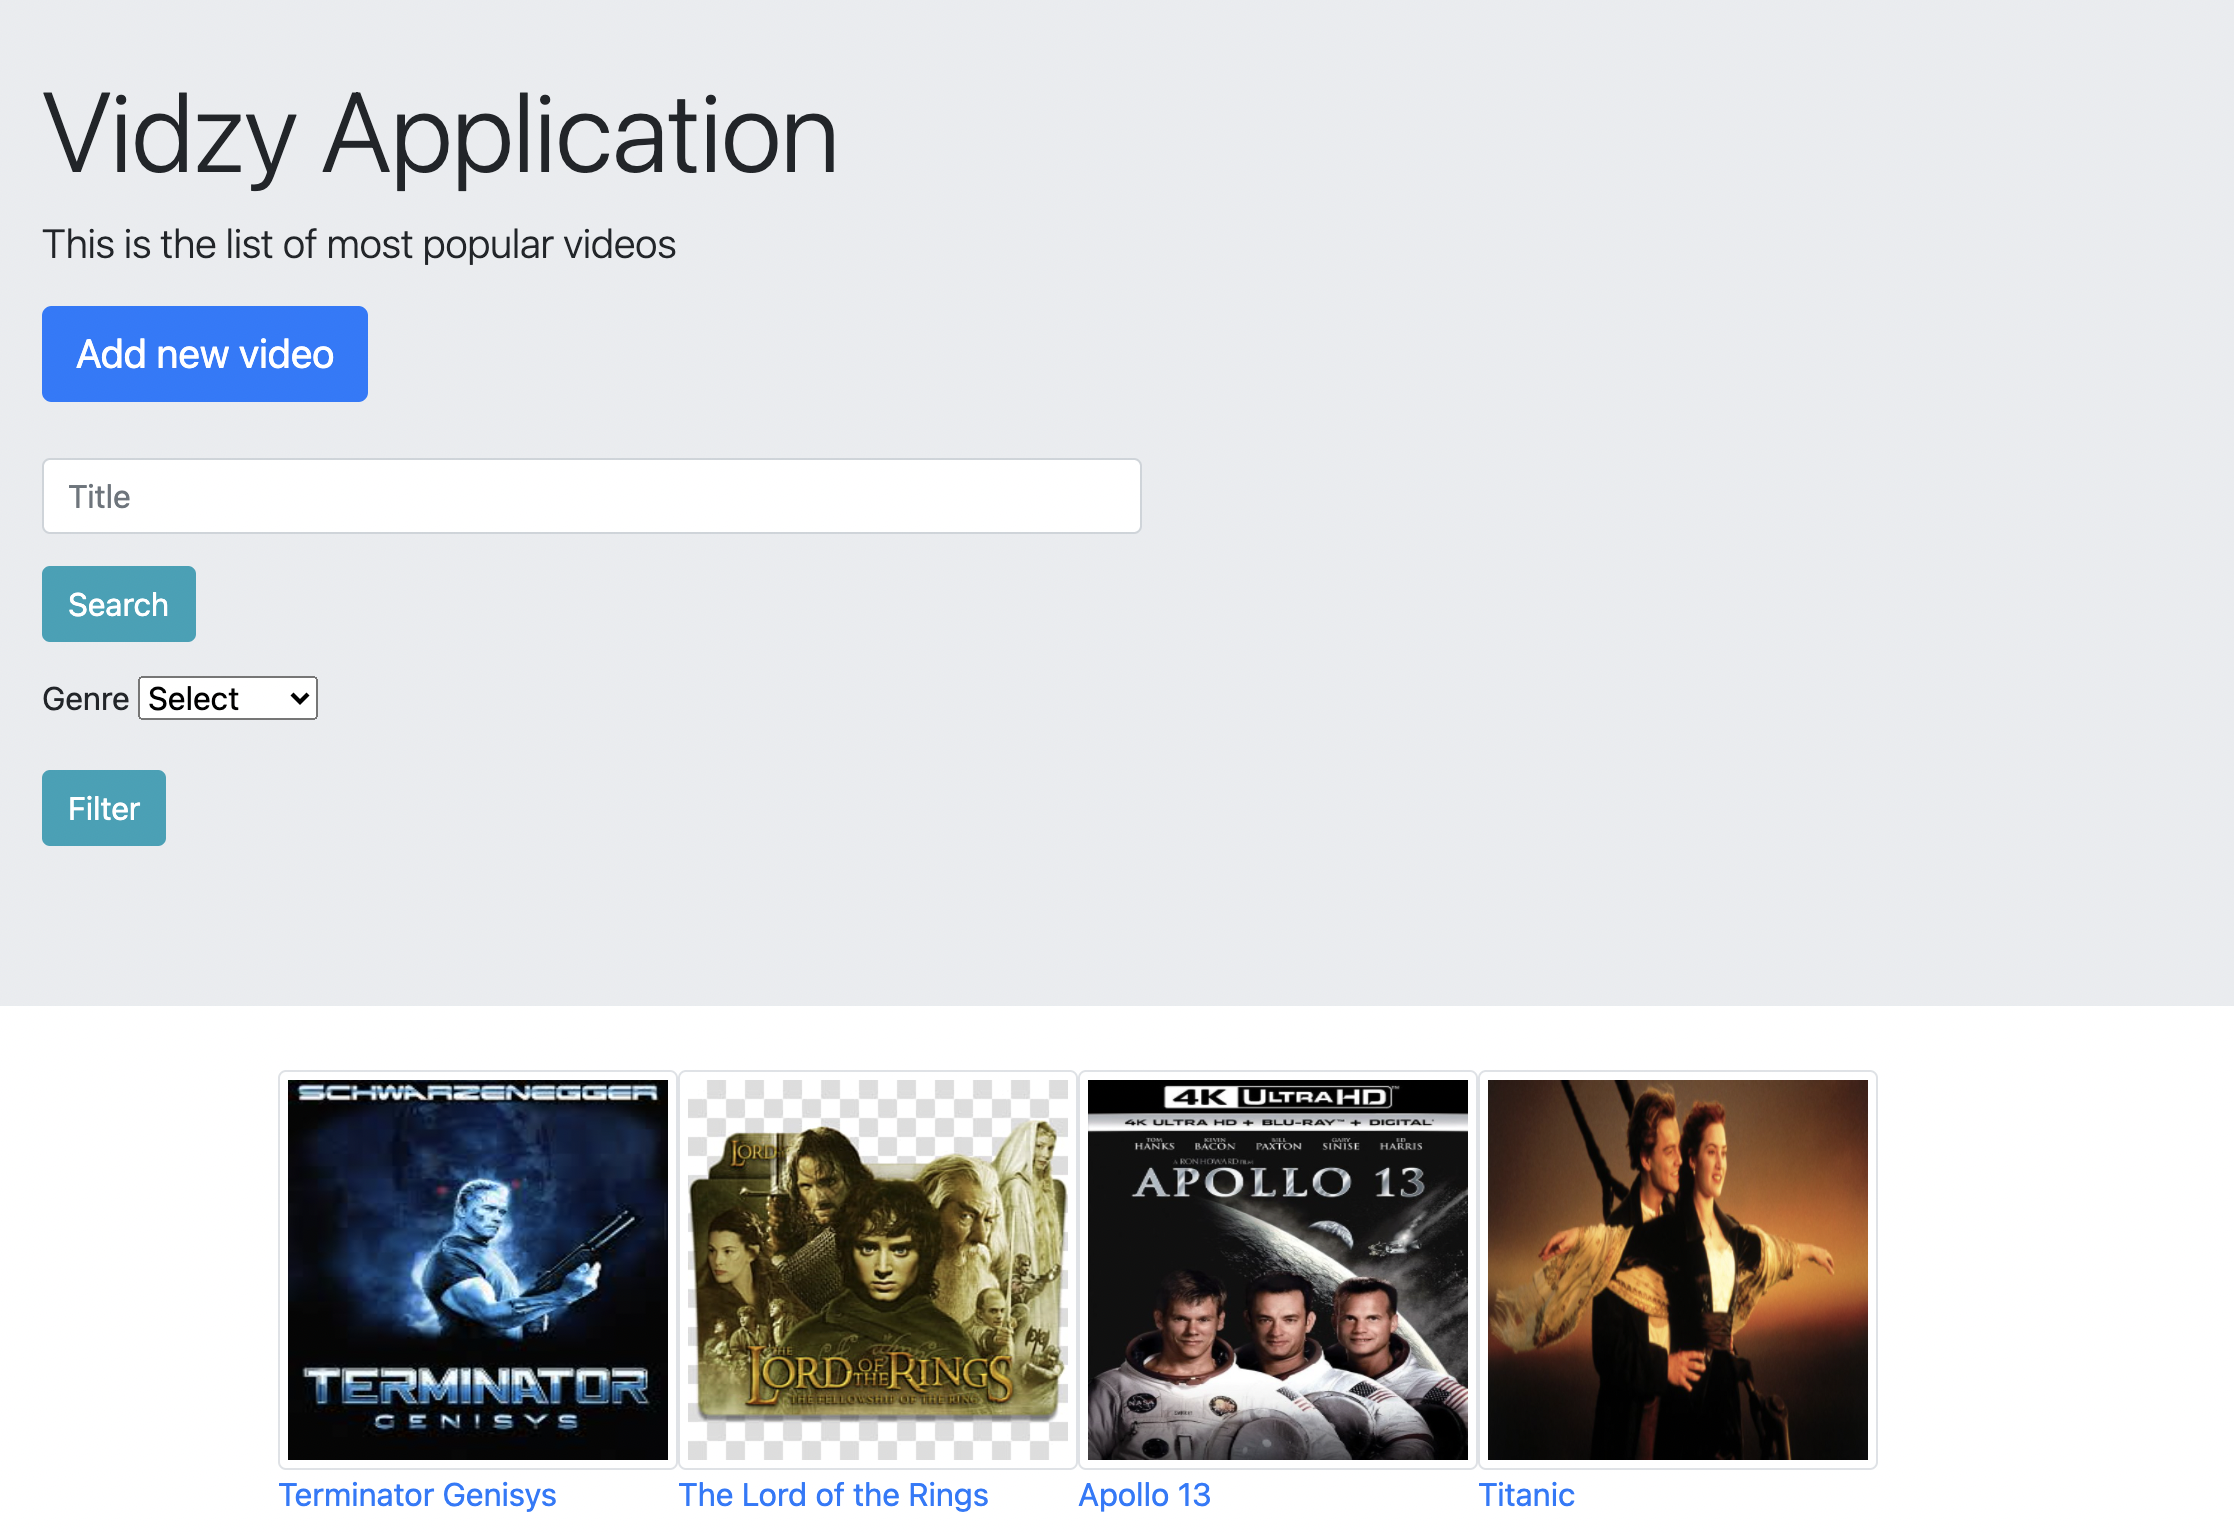 Vidzy Application
This is the list of most popular videos
Add new video
Title
Search
Genre Select
Filter
SCHWARZENEGGER
TERMINATOR
GENISYS
LORD
THE LORD OF THE RINGS
THE FELLOWSHIP OF THE RING
4K ULTRA HD
4K ULTRA HD + BLU-RAY™ + DIGITAL
TOM HANKS KEVIN BACON BILL PAXTON GARY SINISE ED HARRIS
A RON HOWARD FILM
APOLLO 13
NASA
Terminator Genisys
The Lord of the Rings
Apollo 13
Titanic